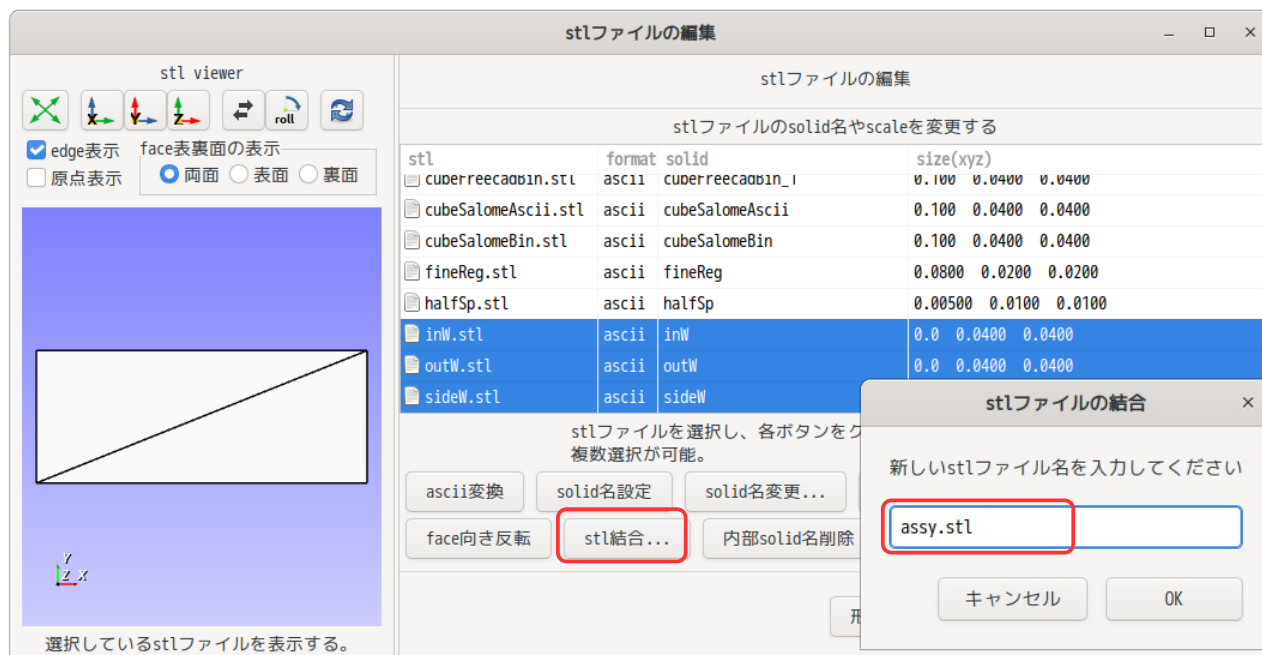 stlファイルの編集
stl viewer
X
Y
Z
roll
edge表示
原点表示
face表裏面の表示
両面 表面 裏面
Y
Z X
選択しているstlファイルを表示する。
stlファイルの編集
stlファイルのsolid名やscaleを変更する
stl format solid size(xyz)
cubeFreecadBin.stl ascii cubeFreecadBin_1 0.100 0.0400 0.0400
cubeSalomeAscii.stl ascii cubeSalomeAscii 0.100 0.0400 0.0400
cubeSalomeBin.stl ascii cubeSalomeBin 0.100 0.0400 0.0400
fineReg.stl ascii fineReg 0.0800 0.0200 0.0200
halfSp.stl ascii halfSp 0.00500 0.0100 0.0100
inW.stl ascii inW 0.0 0.0400 0.0400
outW.stl ascii outW 0.0 0.0400 0.0400
sideW.stl ascii sideW
stlファイルを選択し、各ボタンをク
複数選択が可能。
ascii変換 solid名設定 solid名変更...
face向き反転 stl結合... 内部solid名削除
stlファイルの結合
新しいstlファイル名を入力してください
assy.stl
キャンセル OK